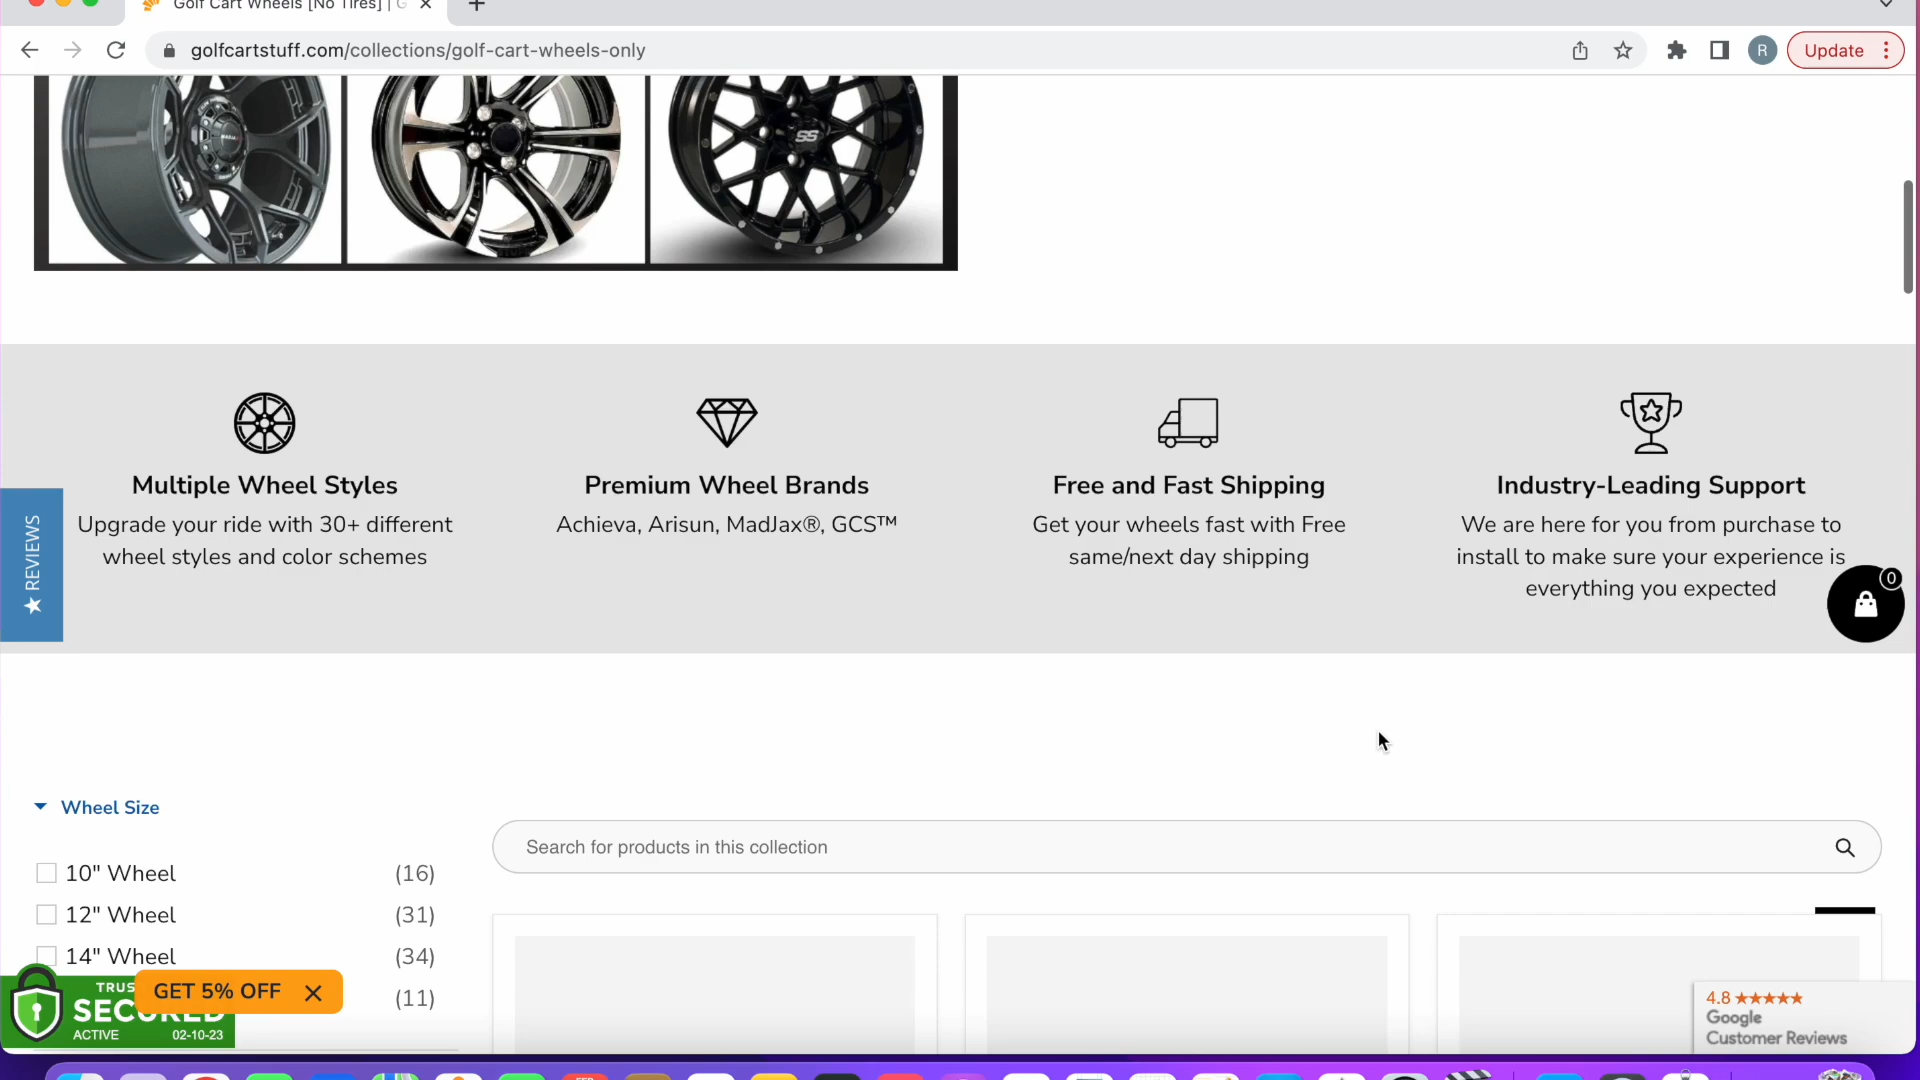 Golf Cart Wheels [No Tires] | G
golfcartstuff.com/collections/golf-cart-wheels-only
R
Update
SS
Multiple Wheel Styles
Upgrade your ride with 30+ different
wheel styles and color schemes
Premium Wheel Brands
Achieva, Arisun, MadJax®, GCS™
Free and Fast Shipping
Get your wheels fast with Free
same/next day shipping
Industry-Leading Support
We are here for you from purchase to
install to make sure your experience is
everything you expected
★ REVIEWS
0
Wheel Size
Search for products in this collection
10" Wheel (16)
12" Wheel (31)
14" Wheel (34)
(11)
GET 5% OFF
TRUS
SECURED
ACTIVE 02-10-23
4.8 ★★★★★
Google
Customer Reviews
FEB